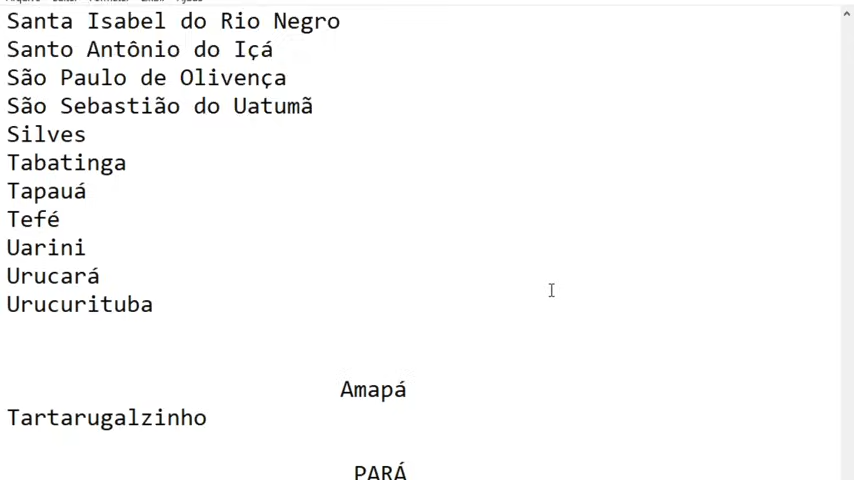 Santa Isabel do Rio Negro
Santo Antônio do Içá
São Paulo de Olivença
São Sebastião do Uatumã
Silves
Tabatinga
Tapauá
Tefé
Uarini
Urucará
Urucurituba
Amapá
Tartarugalzinho
PARÁ